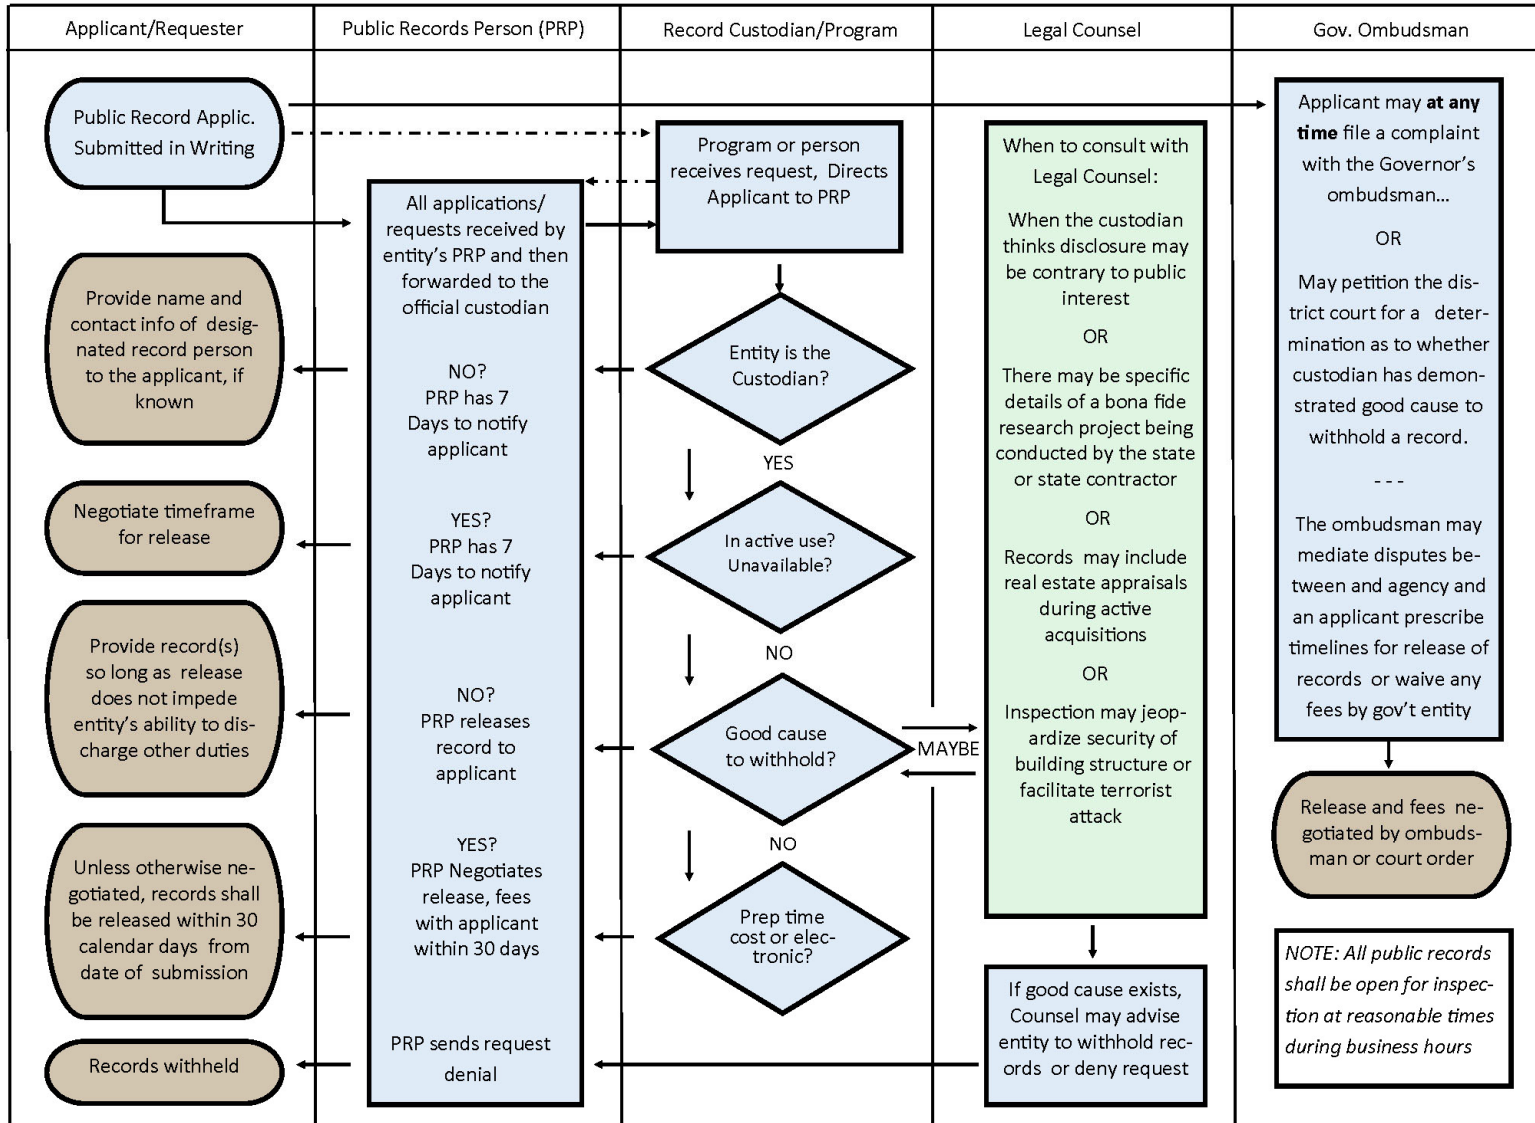 Applicant/Requester
Public Records Person (PRP)
Record Custodian/Program
Legal Counsel
Gov. Ombudsman
Public Record Applic.
Submitted in Writing
Provide name and
contact info of desig-
nated record person
to the applicant, if
known
Negotiate timeframe
for release
Provide record(s)
so long as release
does not impede
entity's ability to dis-
charge other duties
Unless otherwise ne-
gotiated, records shall
be released within 30
calendar days from
date of submission
Records withheld
All applications/
requests received by
entity's PRP and then
forwarded to the
official custodian
NO?
PRP has 7
Days to notify
applicant
YES?
PRP has 7
Days to notify
applicant
NO?
PRP releases
record to
applicant
YES?
PRP Negotiates
release, fees
with applicant
within 30 days
PRP sends request
denial
Program or person
receives request, Directs
Applicant to PRP
Entity is the
Custodian?
YES
In active use?
Unavailable?
NO
Good cause
to withhold?
MAYBE
NO
Prep time
cost or elec-
tronic?
When to consult with
Legal Counsel:
When the custodian
thinks disclosure may
be contrary to public
interest
OR
There may be specific
details of a bona fide
research project being
conducted by the state
or state contractor
OR
Records may include
real estate appraisals
during active
acquisitions
OR
Inspection may jeop-
ardize security of
building structure or
facilitate terrorist
attack
If good cause exists,
Counsel may advise
entity to withhold rec-
ords or deny request
Applicant may at any
time file a complaint
with the Governor's
ombudsman...
OR
May petition the dis-
trict court for a deter-
mination as to whether
custodian has demon-
strated good cause to
withhold a record.
- - -
The ombudsman may
mediate disputes be-
tween and agency and
an applicant prescribe
timelines for release of
records or waive any
fees by gov't entity
Release and fees ne-
gotiated by ombuds-
man or court order
NOTE: All public records
shall be open for inspec-
tion at reasonable times
during business hours